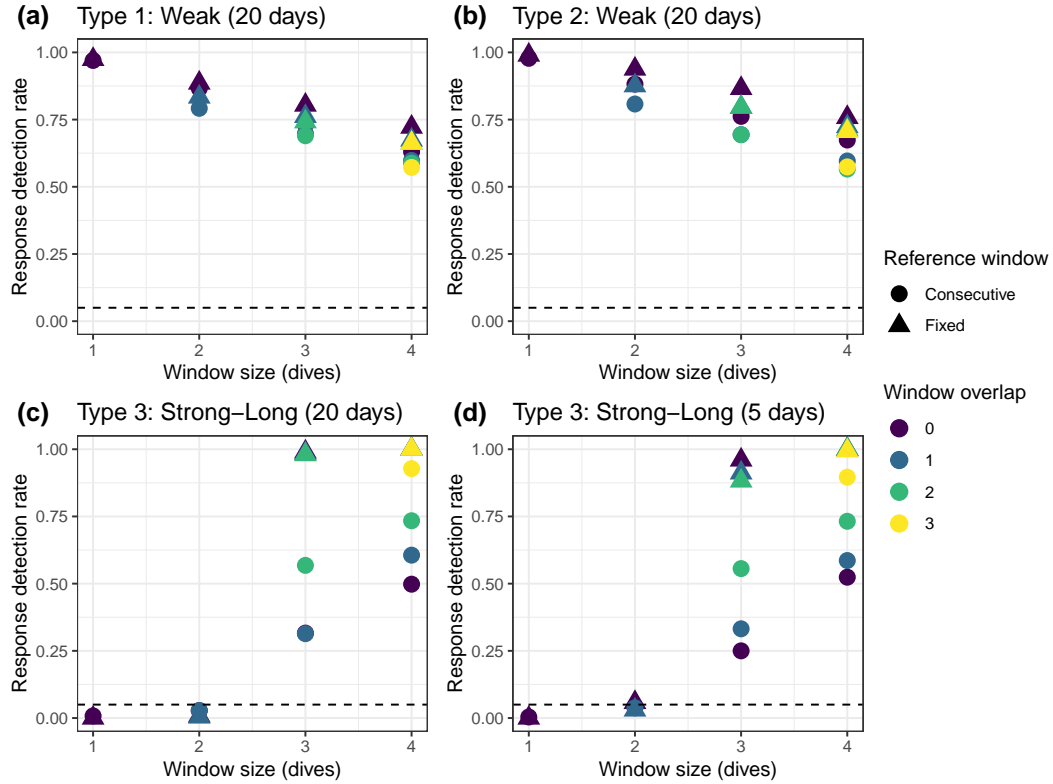 (a) Type 1: Weak (20 days)
Response detection rate
1.00
0.75
0.50
0.25
0.00
1 2 3 4
Window size (dives)
(b) Type 2: Weak (20 days)
Response detection rate
1.00
0.75
0.50
0.25
0.00
1 2 3 4
Window size (dives)
(c) Type 3: Strong−Long (20 days)
Response detection rate
1.00
0.75
0.50
0.25
0.00
1 2 3 4
Window size (dives)
(d) Type 3: Strong−Long (5 days)
Response detection rate
1.00
0.75
0.50
0.25
0.00
1 2 3 4
Window size (dives)
Reference window
Consecutive
Fixed
Window overlap
0
1
2
3